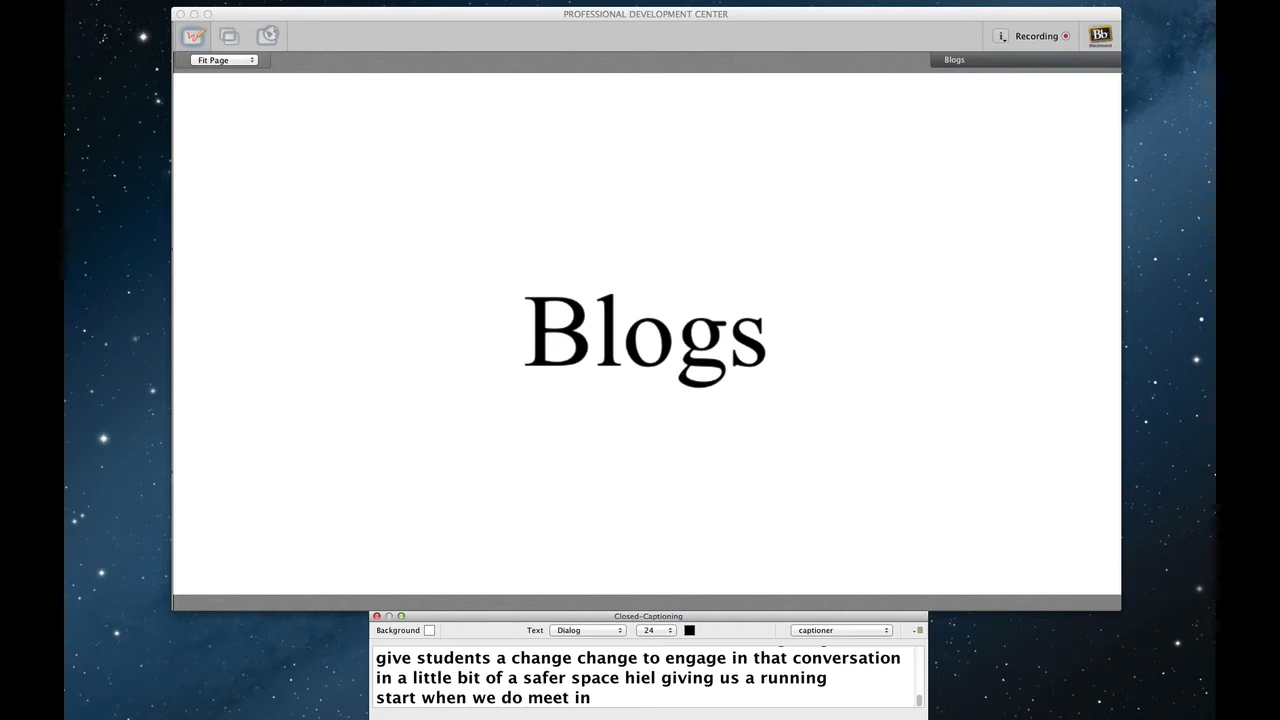 PROFESSIONAL DEVELOPMENT CENTER
Recording
Bb
Blackboard
Fit Page
Blogs
Blogs
Closed-Captioning
Background
Text
Dialog
24
captioner
give students a change change to engage in that conversation
in a little bit of a safer space hiel giving us a running
start when we do meet in